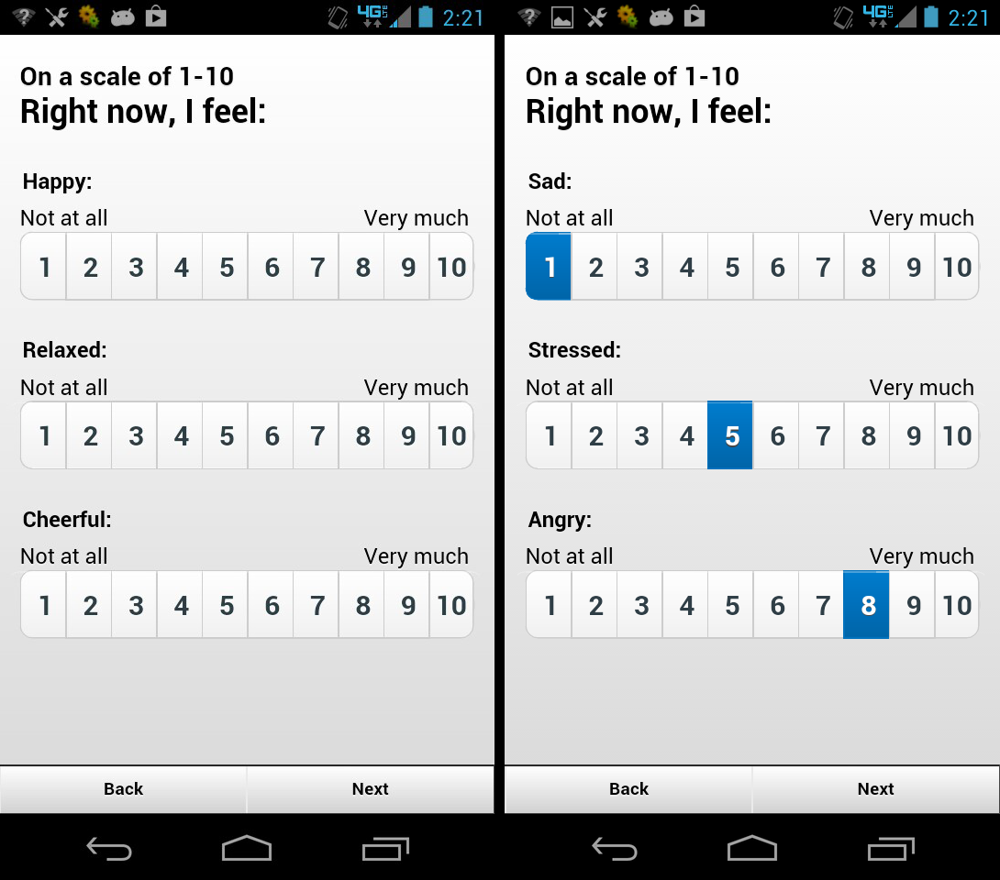 4G LTE 2:21
On a scale of 1-10
Right now, I feel:
Happy:
Not at all Very much
1 2 3 4 5 6 7 8 9 10
Relaxed:
Not at all Very much
1 2 3 4 5 6 7 8 9 10
Cheerful:
Not at all Very much
1 2 3 4 5 6 7 8 9 10
Back Next
4G LTE 2:21
On a scale of 1-10
Right now, I feel:
Sad:
Not at all Very much
1 2 3 4 5 6 7 8 9 10
Stressed:
Not at all Very much
1 2 3 4 5 6 7 8 9 10
Angry:
Not at all Very much
1 2 3 4 5 6 7 8 9 10
Back Next